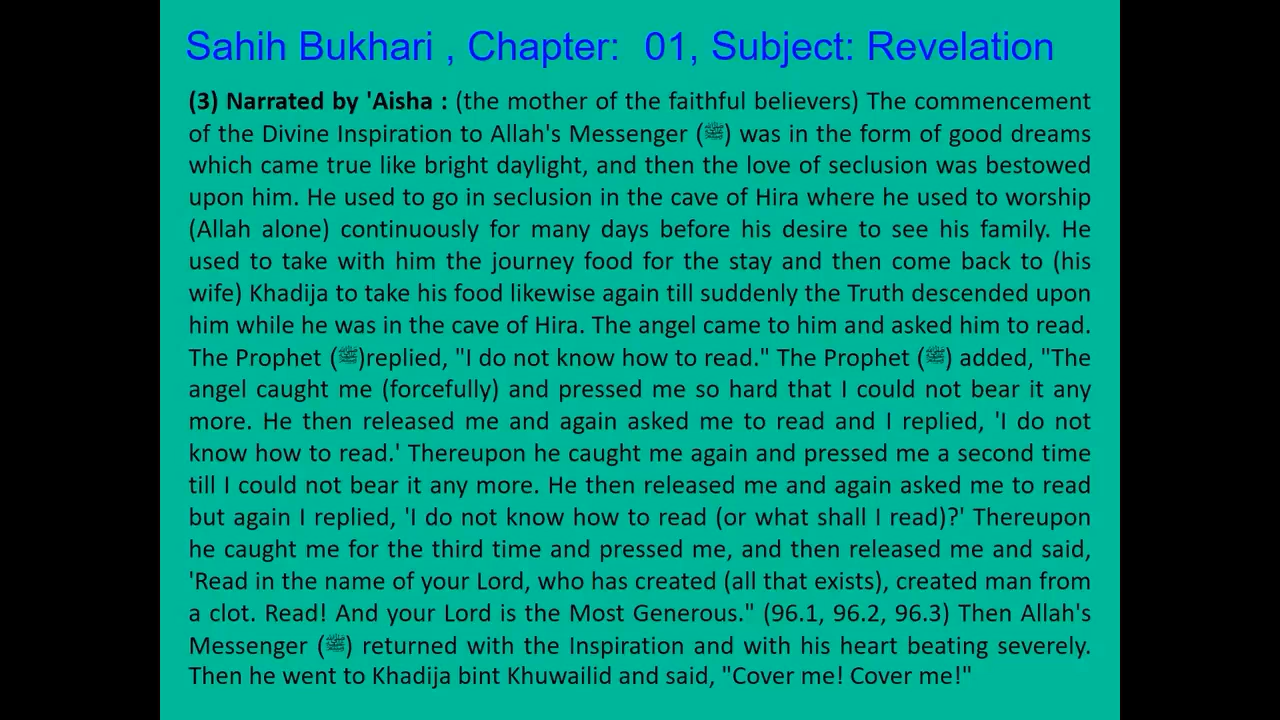 Sahih Bukhari , Chapter:  01, Subject: Revelation
(3) Narrated by 'Aisha : (the mother of the faithful believers) The commencement
of the Divine Inspiration to Allah's Messenger (ﷺ) was in the form of good dreams
which came true like bright daylight, and then the love of seclusion was bestowed
upon him. He used to go in seclusion in the cave of Hira where he used to worship
(Allah alone) continuously for many days before his desire to see his family. He
used to take with him the journey food for the stay and then come back to (his
wife) Khadija to take his food likewise again till suddenly the Truth descended upon
him while he was in the cave of Hira. The angel came to him and asked him to read.
The Prophet (ﷺ)replied, "I do not know how to read." The Prophet (ﷺ) added, "The
angel caught me (forcefully) and pressed me so hard that I could not bear it any
more. He then released me and again asked me to read and I replied, 'I do not
know how to read.' Thereupon he caught me again and pressed me a second time
till I could not bear it any more. He then released me and again asked me to read
but again I replied, 'I do not know how to read (or what shall I read)?' Thereupon
he caught me for the third time and pressed me, and then released me and said,
'Read in the name of your Lord, who has created (all that exists), created man from
a clot. Read! And your Lord is the Most Generous." (96.1, 96.2, 96.3) Then Allah's
Messenger (ﷺ) returned with the Inspiration and with his heart beating severely.
Then he went to Khadija bint Khuwailid and said, "Cover me! Cover me!"